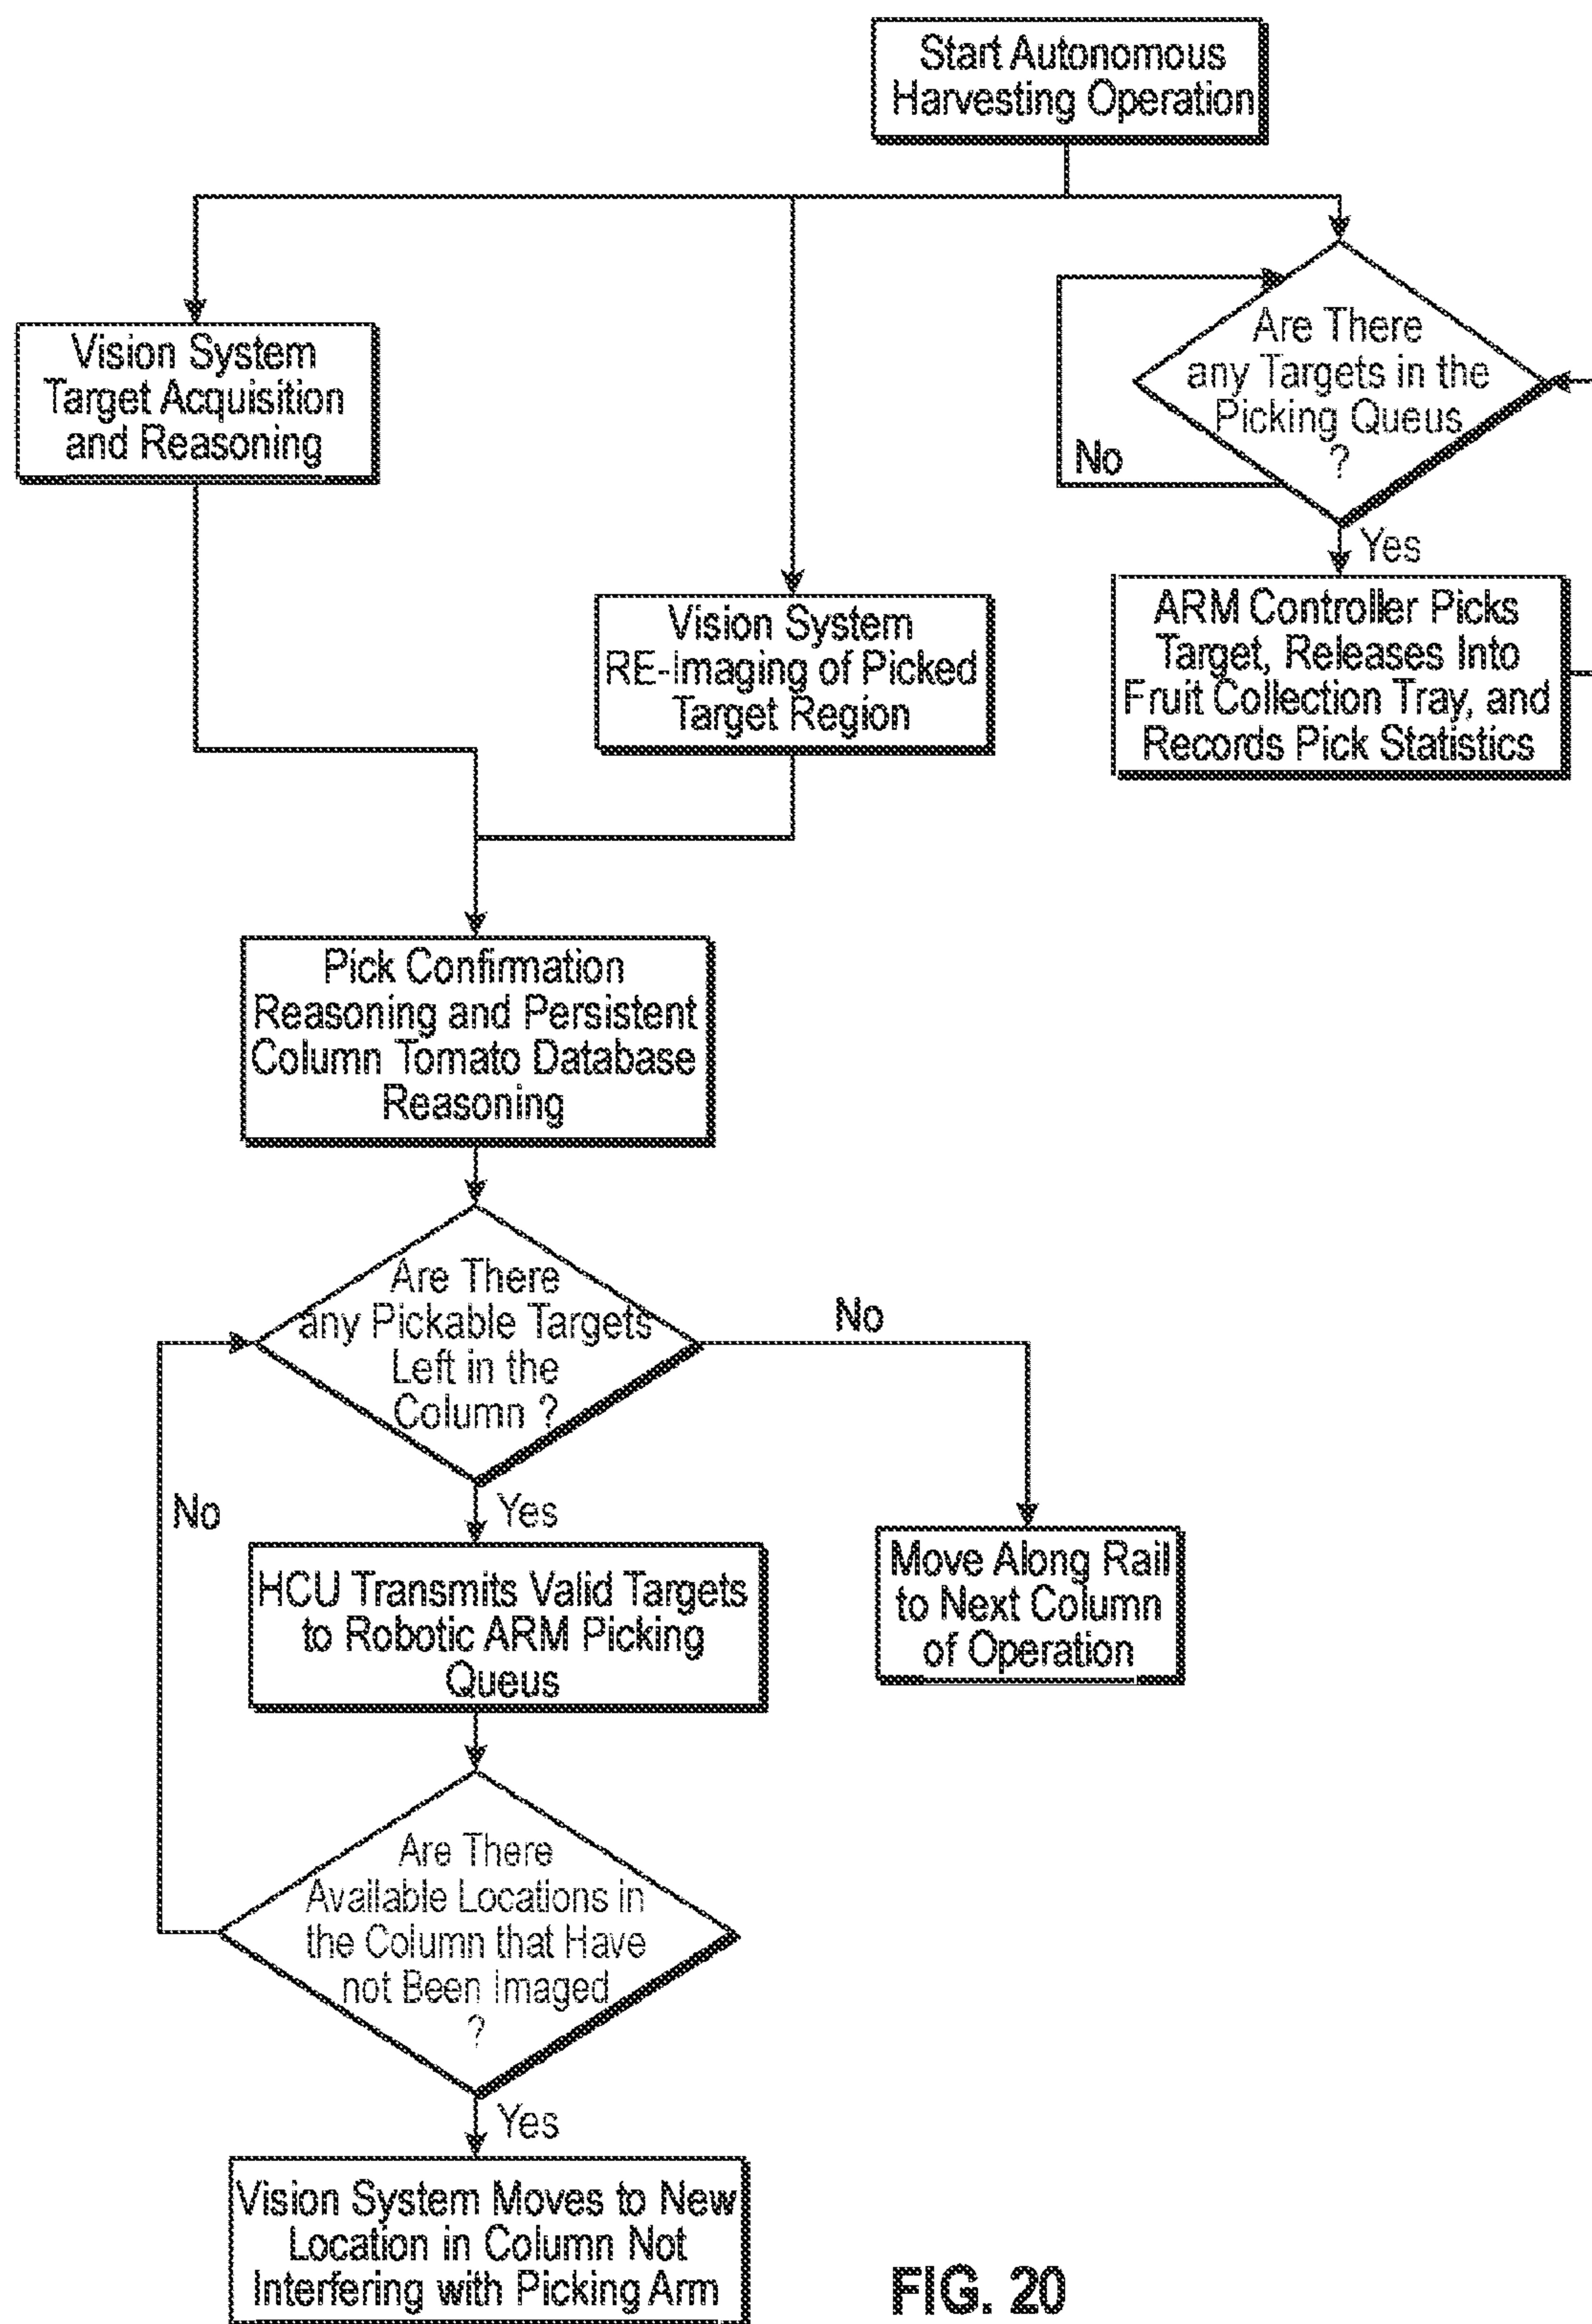 Start Autonomous
Harvesting Operation
Vision System
Target Acquisition
and Reasoning
Are There
any Targets in the
Picking Queus
?
No
Yes
Vision System
RE-Imaging of Picked
Target Region
ARM Controller Picks
Target, Releases Into
Fruit Collection Tray, and
Records Pick Statistics
Pick Confirmation
Reasoning and Persistent
Column Tomato Database
Reasoning
Are There
any Pickable Targets
Left in the
Column ?
No
No
Yes
HCU Transmits Valid Targets
to Robotic ARM Picking
Queus
Move Along Rail
to Next Column
of Operation
Are There
Available Locations in
the Column that Have
not Been Imaged
?
Yes
Vision System Moves to New
Location in Column Not
Interfering with Picking Arm
FIG. 20